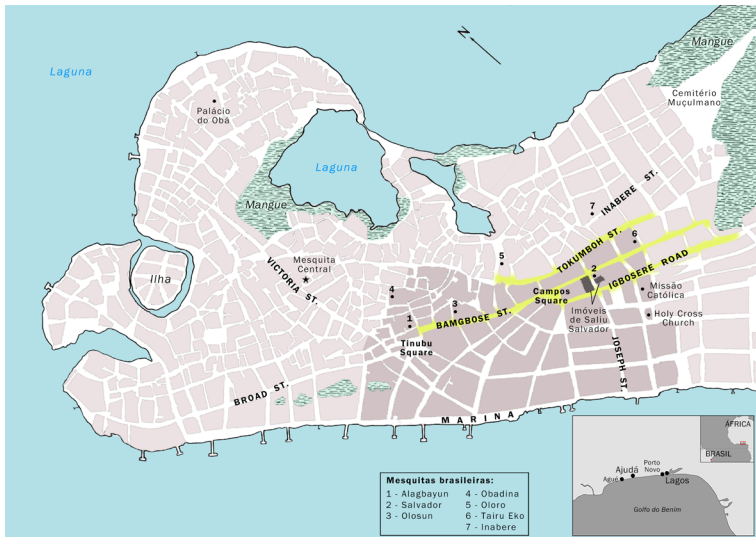 N
Mangue
Laguna
Cemitério
Muçulmano
Palácio
do Obá
Laguna
7
INABERE ST.
Mangue
TOKUMBOH ST.
6
5
IGBOSERE ROAD
Mesquita
Central
VICTORIA ST.
2
Ilha
Campos
Square
Missão
Católica
4
3
Imóveis
de Saliu
Salvador
Holy Cross
Church
1
BAMGBOSE ST.
Tinubu
Square
JOSEPH ST.
BROAD ST.
MARINA
ÁFRICA
BRASIL
Mesquitas brasileiras:
1 - Alagbayun
2 - Salvador
3 - Olosun
4 - Obadina
5 - Oloro
6 - Tairu Eko
7 - Inabere
Porto
Novo
Ajudá
Agué
Lagos
Golfo do Benim